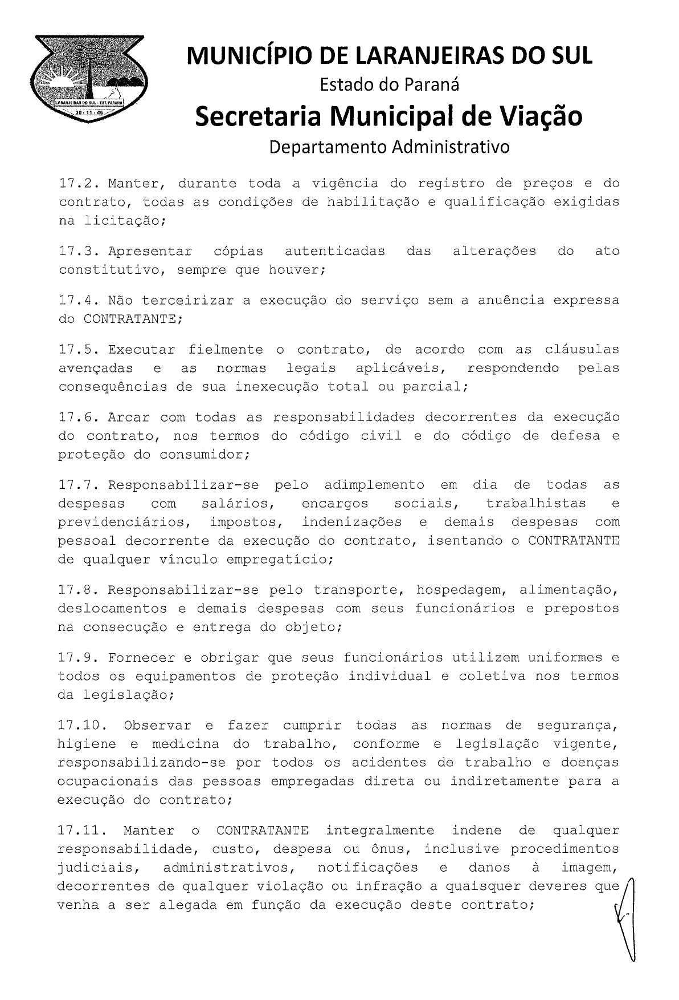 MUNICÍPIO DE LARANJEIRAS DO SUL
Estado do Paraná
Secretaria Municipal de Viação
Departamento Administrativo
LARANJEIRAS DO SUL - EST. PARANÁ
30 - 11 - 46
17.2. Manter, durante toda a vigência do registro de preços e do
contrato, todas as condições de habilitação e qualificação exigidas
na licitação;
17.3. Apresentar cópias autenticadas das alterações do ato
constitutivo, sempre que houver;
17.4. Não terceirizar a execução do serviço sem a anuência expressa
do CONTRATANTE;
17.5. Executar fielmente o contrato, de acordo com as cláusulas
avençadas e as normas legais aplicáveis, respondendo pelas
consequências de sua inexecução total ou parcial;
17.6. Arcar com todas as responsabilidades decorrentes da execução
do contrato, nos termos do código civil e do código de defesa e
proteção do consumidor;
17.7. Responsabilizar-se pelo adimplemento em dia de todas as
despesas com salários, encargos sociais, trabalhistas e
previdenciários, impostos, indenizações e demais despesas com
pessoal decorrente da execução do contrato, isentando o CONTRATANTE
de qualquer vínculo empregatício;
17.8. Responsabilizar-se pelo transporte, hospedagem, alimentação,
deslocamentos e demais despesas com seus funcionários e prepostos
na consecução e entrega do objeto;
17.9. Fornecer e obrigar que seus funcionários utilizem uniformes e
todos os equipamentos de proteção individual e coletiva nos termos
da legislação;
17.10. Observar e fazer cumprir todas as normas de segurança,
higiene e medicina do trabalho, conforme e legislação vigente,
responsabilizando-se por todos os acidentes de trabalho e doenças
ocupacionais das pessoas empregadas direta ou indiretamente para a
execução do contrato;
17.11. Manter o CONTRATANTE integralmente indene de qualquer
responsabilidade, custo, despesa ou ônus, inclusive procedimentos
judiciais, administrativos, notificações e danos à imagem,
decorrentes de qualquer violação ou infração a quaisquer deveres que
venha a ser alegada em função da execução deste contrato;